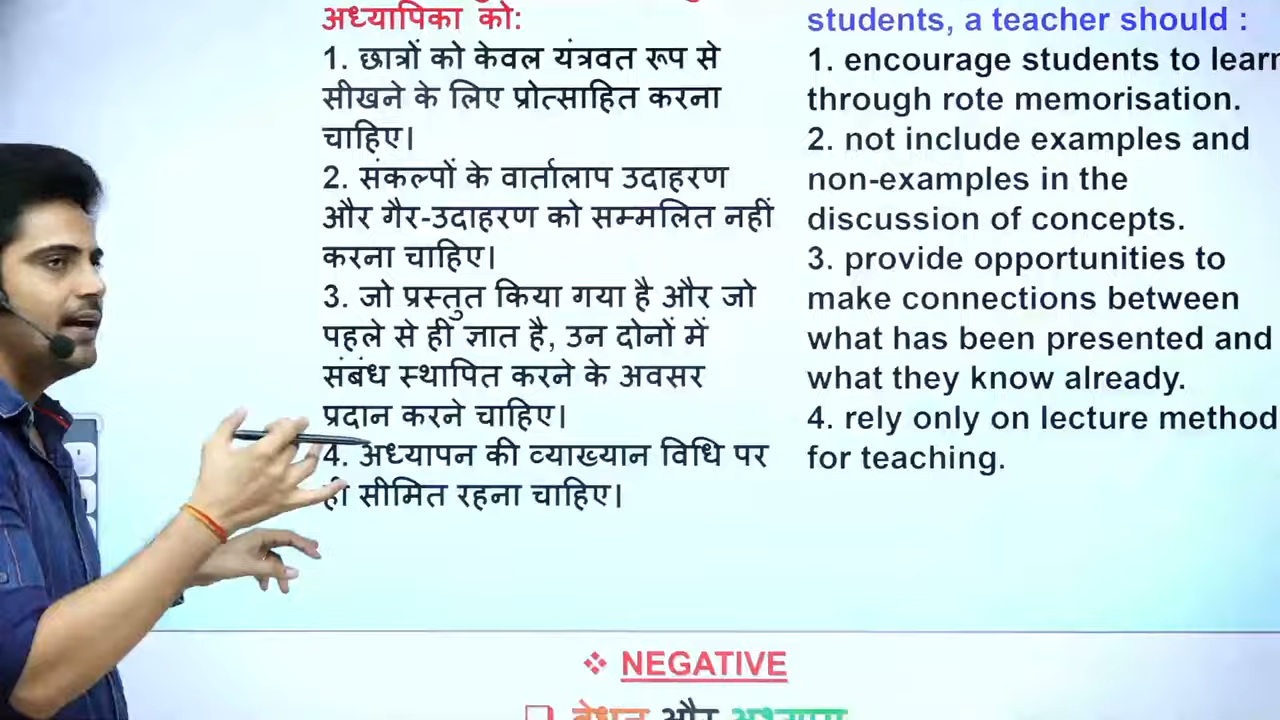 अध्यापिका को:
1. छात्रों को केवल यंत्रवत रूप से
सीखने के लिए प्रोत्साहित करना
चाहिए।
2. संकल्पों के वार्तालाप उदाहरण
और गैर-उदाहरण को सम्मलित नहीं
करना चाहिए।
3. जो प्रस्तुत किया गया है और जो
पहले से ही ज्ञात है, उन दोनों में
संबंध स्थापित करने के अवसर
प्रदान करने चाहिए।
4. अध्यापन की व्याख्यान विधि पर
ही सीमित रहना चाहिए।
students, a teacher should :
1. encourage students to learn
through rote memorisation.
2. not include examples and
non-examples in the
discussion of concepts.
3. provide opportunities to
make connections between
what has been presented and
what they know already.
4. rely only on lecture method
for teaching.
❖ NEGATIVE
और